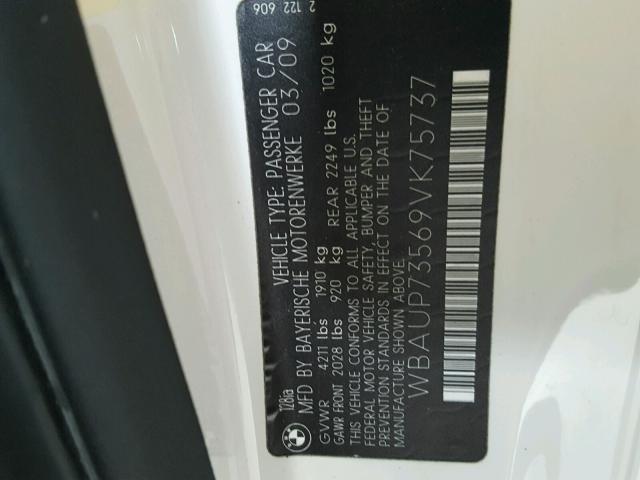 2 122 606
128ia
VEHICLE TYPE: PASSENGER CAR
MFD BY BAYERISCHE MOTORENWERKE 03/09
GVWR 4211 lbs 1910 kg
GAWR FRONT 2028 lbs 920 kg REAR 2249 lbs 1020 kg
THIS VEHICLE CONFORMS TO ALL APPLICABLE U.S.
FEDERAL MOTOR VEHICLE SAFETY, BUMPER AND THEFT
PREVENTION STANDARDS IN EFFECT ON THE DATE OF
MANUFACTURE SHOWN ABOVE.
WBAUP73569VK75737